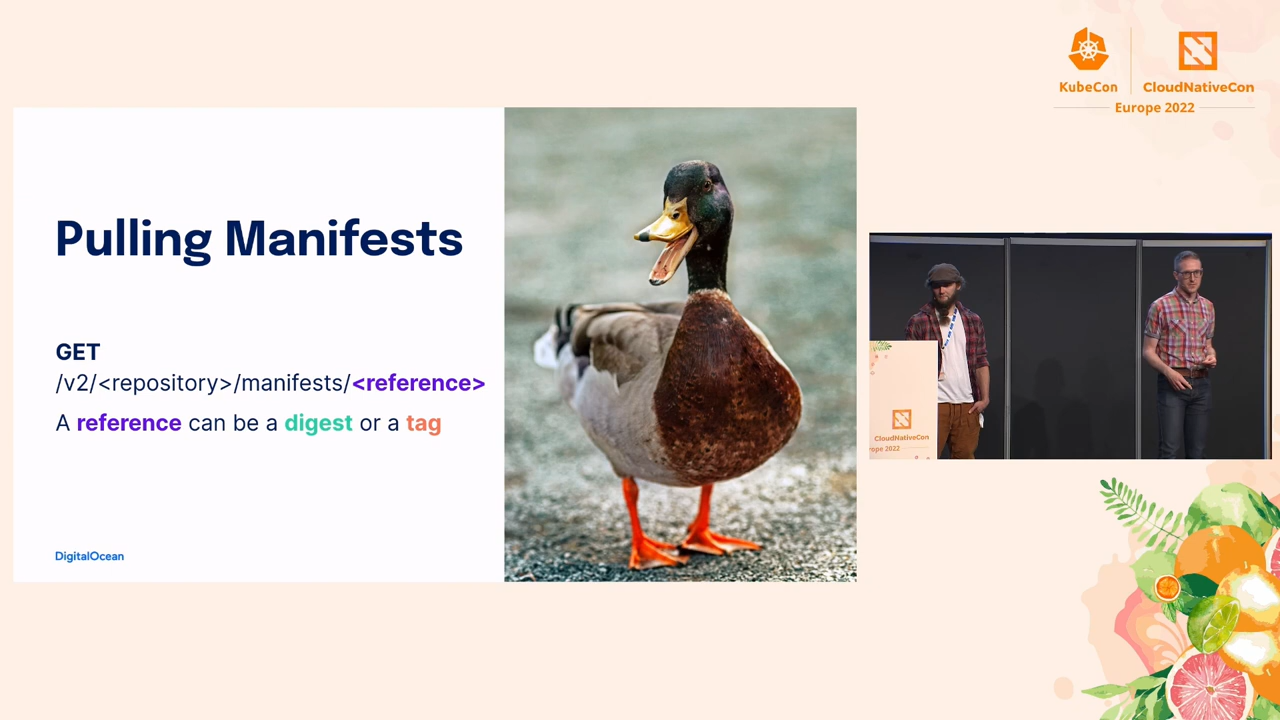 KubeCon
CloudNativeCon
Europe 2022
Pulling Manifests
GET
/v2/<repository>/manifests/<reference>
A reference can be a digest or a tag
DigitalOcean
CloudNativeCon
rope 2022